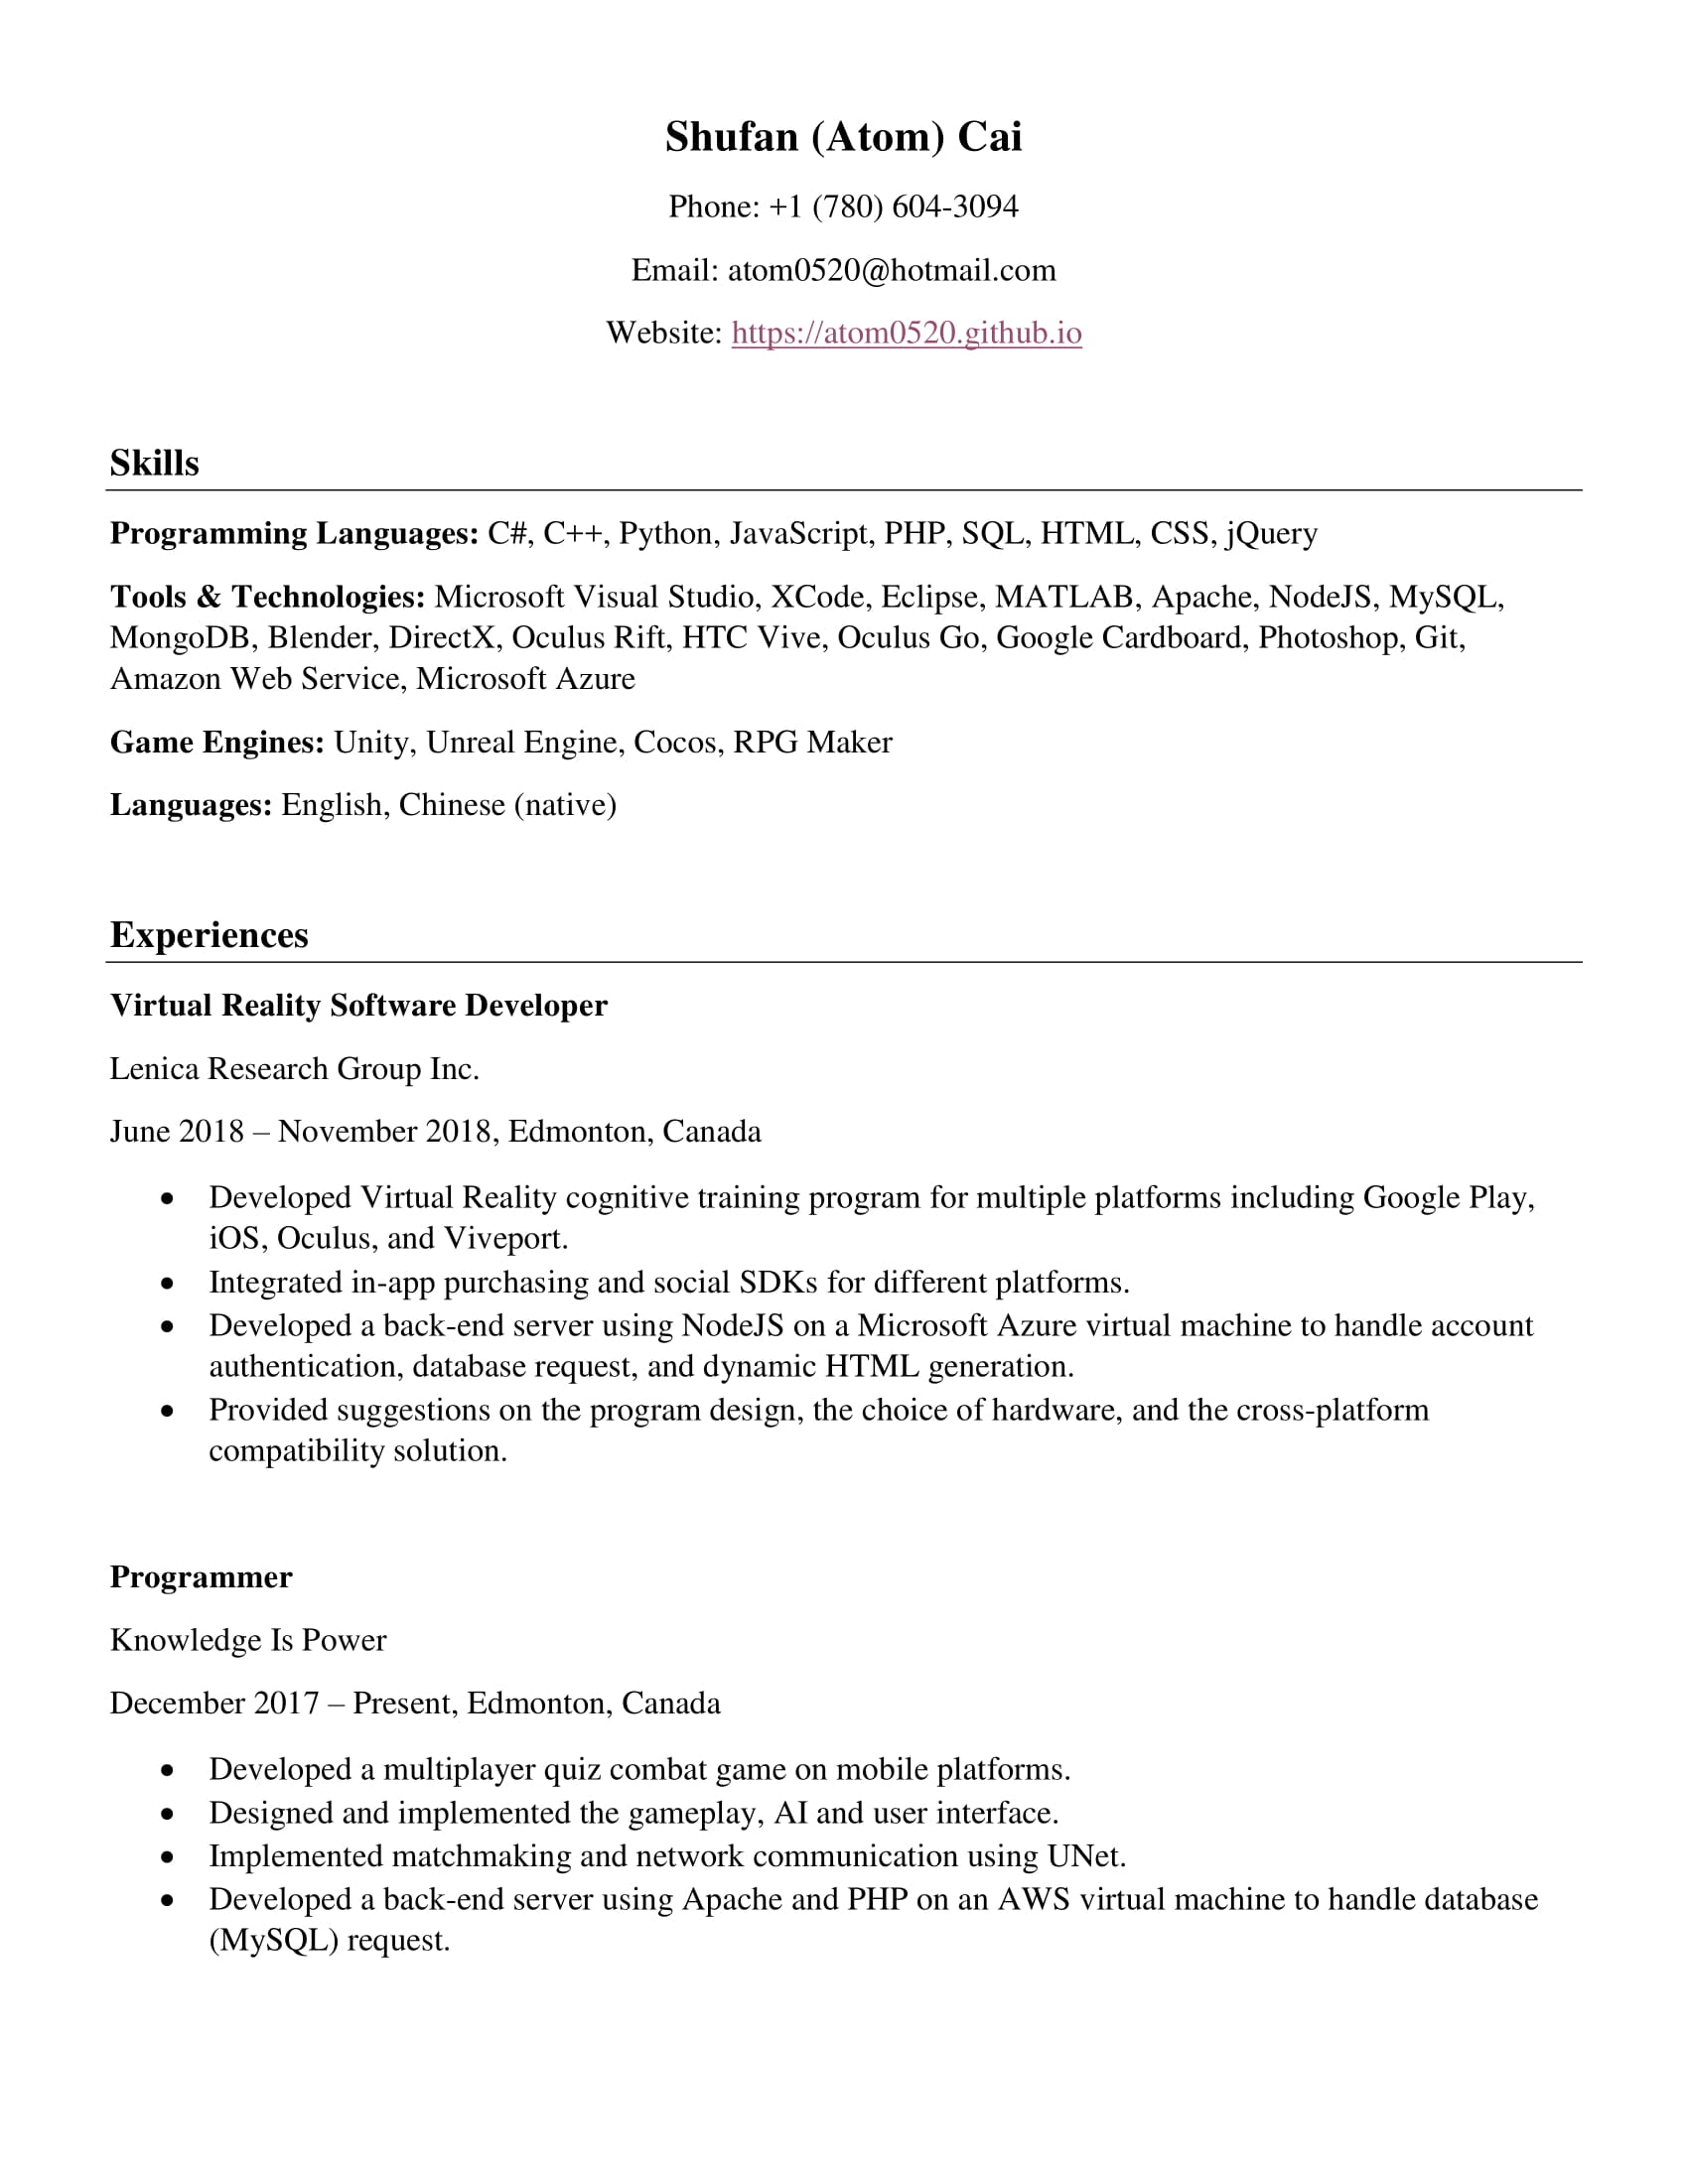 Shufan (Atom) Cai
Phone: +1 (780) 604-3094
Email: atom0520@hotmail.com
Website: https://atom0520.github.io
Skills
Programming Languages: C#, C++, Python, JavaScript, PHP, SQL, HTML, CSS, jQuery
Tools & Technologies: Microsoft Visual Studio, XCode, Eclipse, MATLAB, Apache, NodeJS, MySQL,
MongoDB, Blender, DirectX, Oculus Rift, HTC Vive, Oculus Go, Google Cardboard, Photoshop, Git,
Amazon Web Service, Microsoft Azure
Game Engines: Unity, Unreal Engine, Cocos, RPG Maker
Languages: English, Chinese (native)
Experiences
Virtual Reality Software Developer
Lenica Research Group Inc.
June 2018 – November 2018, Edmonton, Canada
• Developed Virtual Reality cognitive training program for multiple platforms including Google Play,
iOS, Oculus, and Viveport.
• Integrated in-app purchasing and social SDKs for different platforms.
• Developed a back-end server using NodeJS on a Microsoft Azure virtual machine to handle account
authentication, database request, and dynamic HTML generation.
• Provided suggestions on the program design, the choice of hardware, and the cross-platform
compatibility solution.
Programmer
Knowledge Is Power
December 2017 – Present, Edmonton, Canada
• Developed a multiplayer quiz combat game on mobile platforms.
• Designed and implemented the gameplay, AI and user interface.
• Implemented matchmaking and network communication using UNet.
• Developed a back-end server using Apache and PHP on an AWS virtual machine to handle database
(MySQL) request.